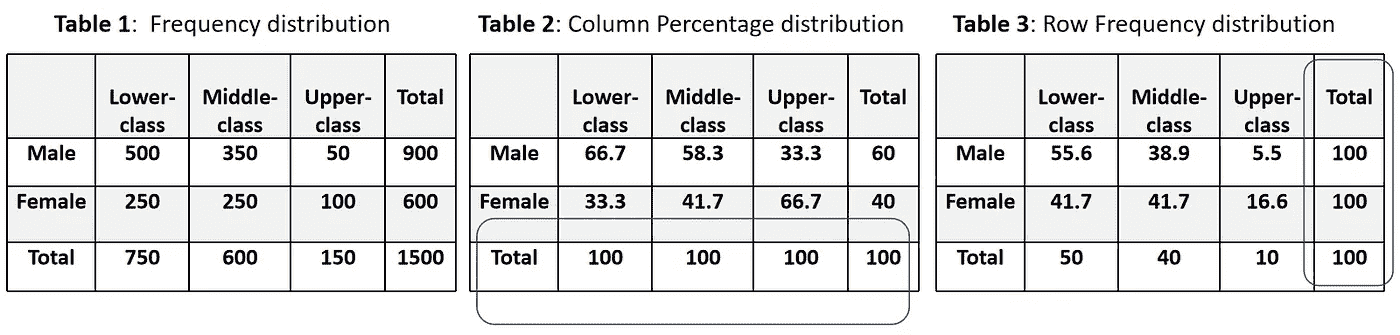 Table 1: Frequency distribution
Lower-class Middle-class Upper-class Total
Male 500 350 50 900
Female 250 250 100 600
Total 750 600 150 1500
Table 2: Column Percentage distribution
Lower-class Middle-class Upper-class Total
Male 66.7 58.3 33.3 60
Female 33.3 41.7 66.7 40
Total 100 100 100 100
Table 3: Row Frequency distribution
Lower-class Middle-class Upper-class Total
Male 55.6 38.9 5.5 100
Female 41.7 41.7 16.6 100
Total 50 40 10 100